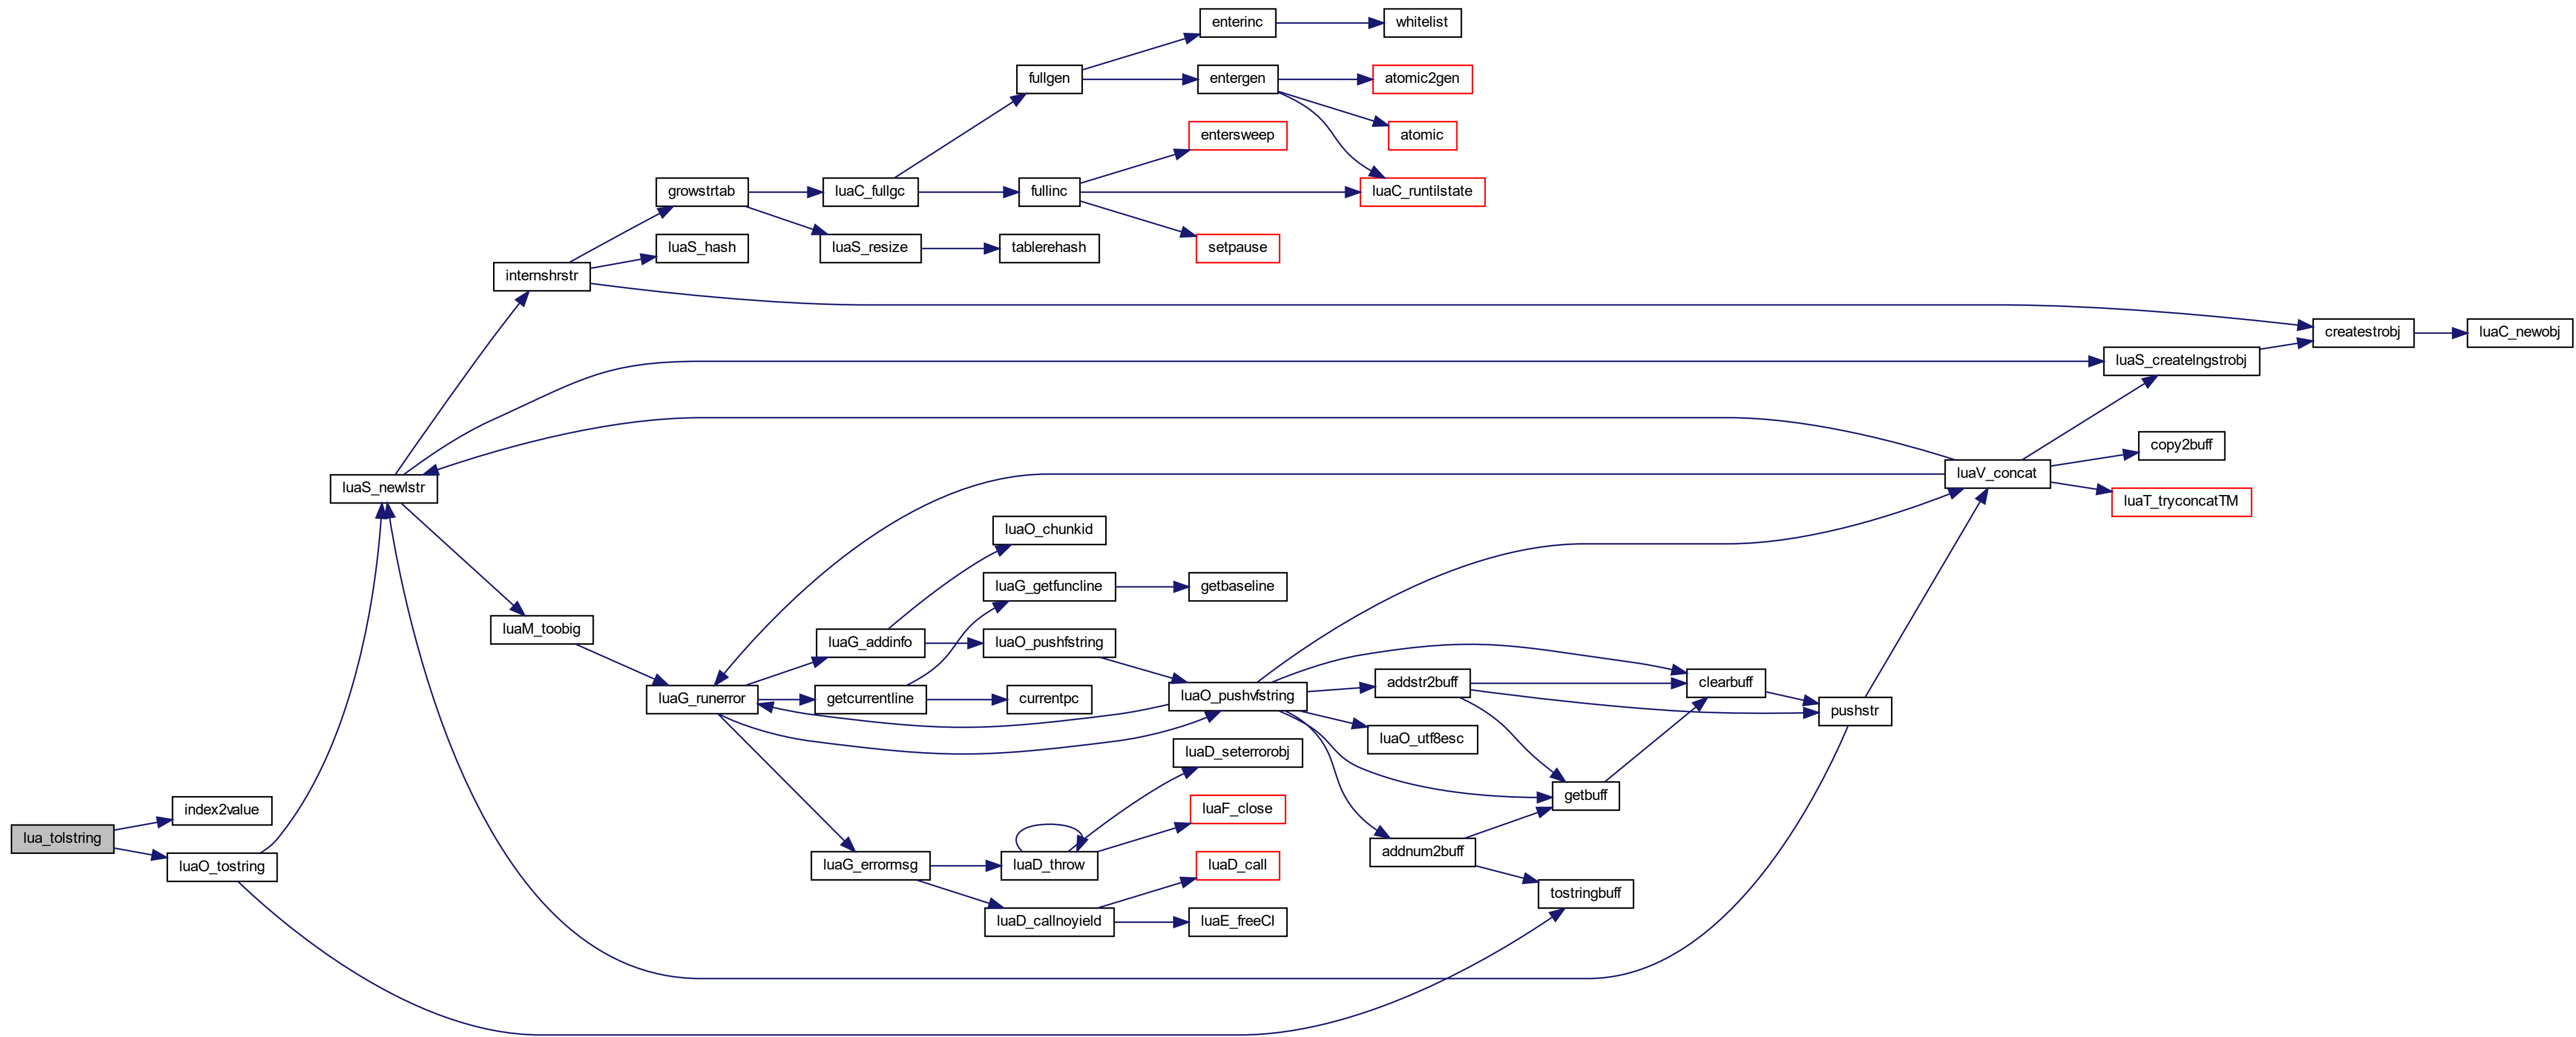 enterinc
whitelist
fullgen
entergen
atomic2gen
entersweep
atomic
growstrtab
luaC_fullgc
fullinc
luaC_runtilstate
luaS_hash
luaS_resize
tablerehash
setpause
internshrstr
createstrobj
luaC_newobj
luaS_createlngstrobj
copy2buff
luaS_newlstr
luaV_concat
luaT_tryconcatTM
luaO_chunkid
luaG_getfuncline
getbaseline
luaM_toobig
luaG_addinfo
luaO_pushfstring
luaG_runerror
getcurrentline
currentpc
luaO_pushvfstring
addstr2buff
clearbuff
pushstr
luaO_utf8esc
luaD_seterrorobj
getbuff
index2value
luaF_close
lua_tolstring
luaO_tostring
luaG_errormsg
luaD_throw
luaD_call
addnum2buff
tostringbuff
luaD_callnoyield
luaE_freeCI